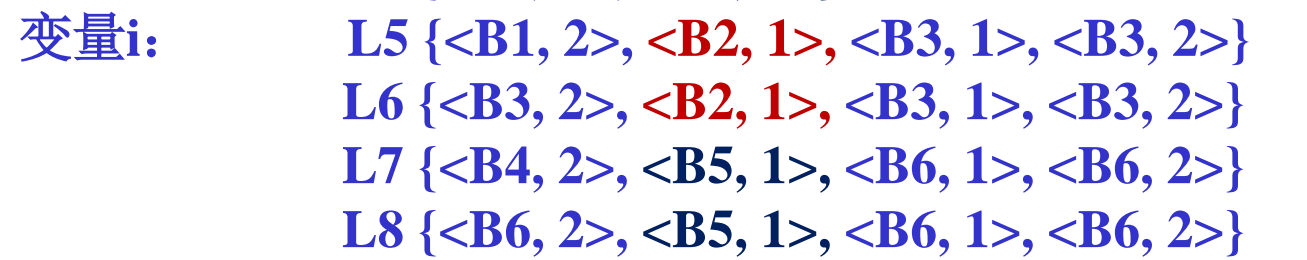 变量i： L5 {<B1, 2>, <B2, 1>, <B3, 1>, <B3, 2>}
L6 {<B3, 2>, <B2, 1>, <B3, 1>, <B3, 2>}
L7 {<B4, 2>, <B5, 1>, <B6, 1>, <B6, 2>}
L8 {<B6, 2>, <B5, 1>, <B6, 1>, <B6, 2>}